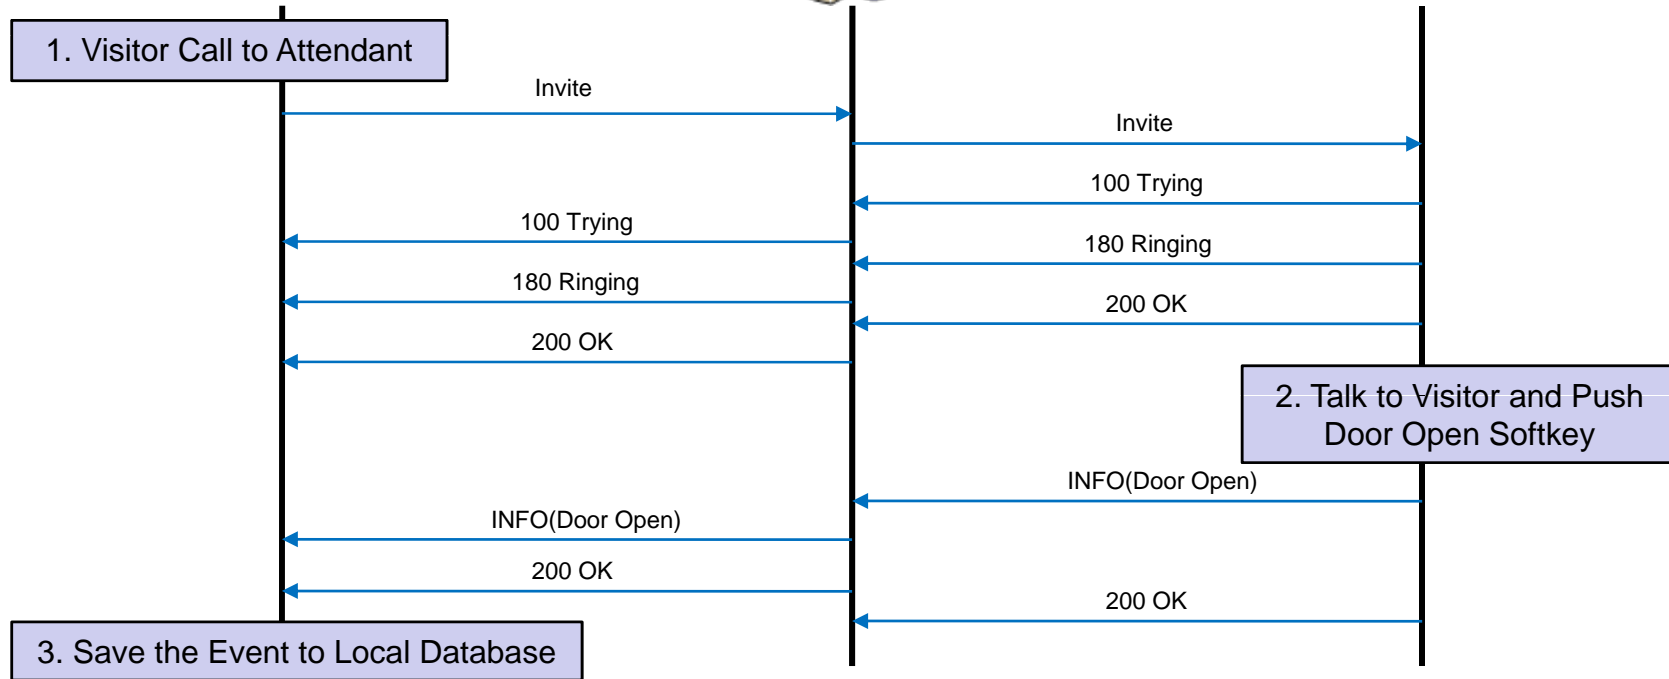 1. Visitor Call to Attendant
Invite
Invite
100 Trying
100 Trying
180 Ringing
180 Ringing
200 OK
200 OK
2. Talk to Visitor and Push
Door Open Softkey
INFO(Door Open)
INFO(Door Open)
200 OK
200 OK
3. Save the Event to Local Database